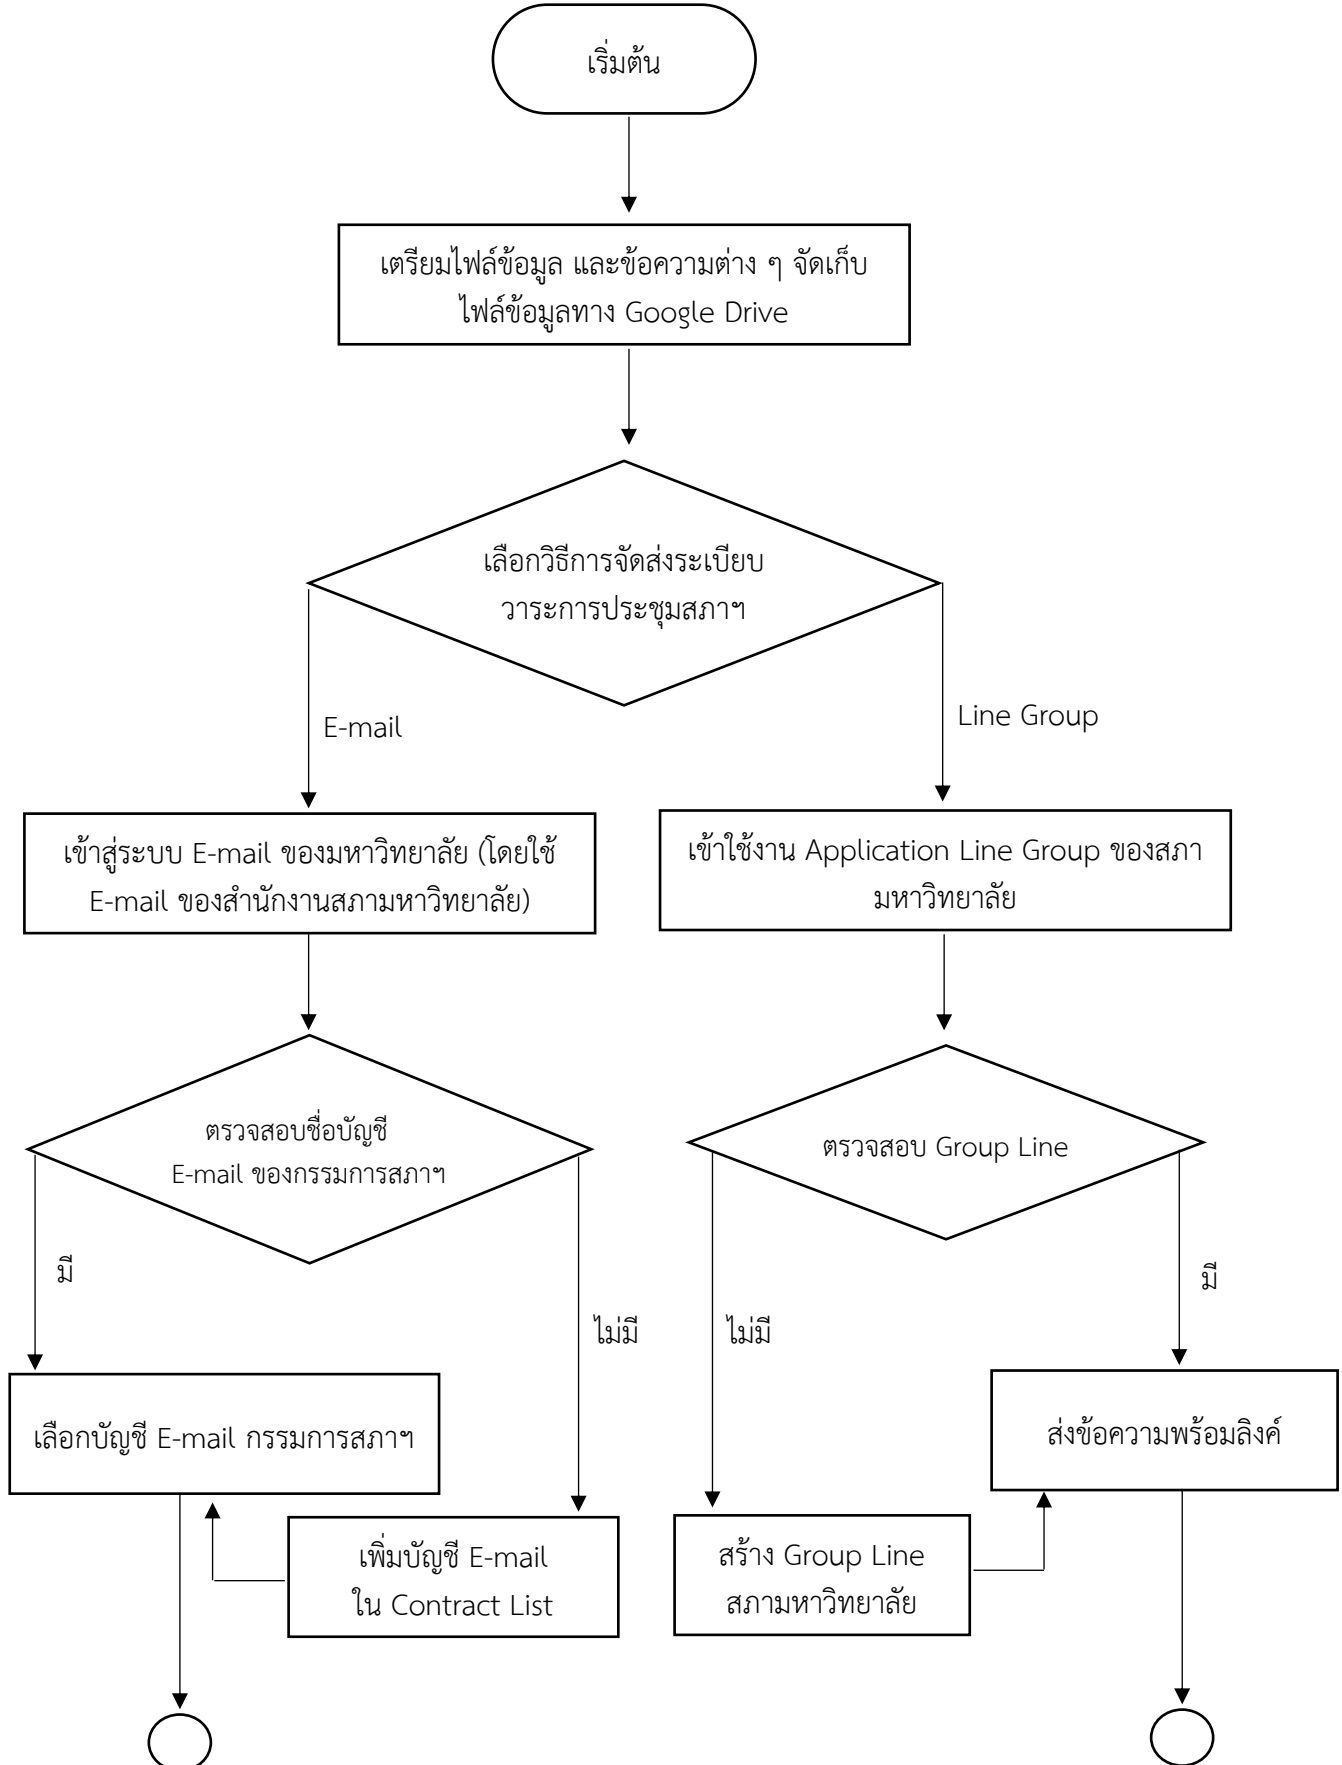 เริ่มต้น
เตรียมไฟล์ข้อมูล และข้อความต่าง ๆ จัดเก็บ
ไฟล์ข้อมูลทาง Google Drive
เลือกวิธีการจัดส่งระเบียบ
วาระการประชุมสภาฯ
E-mail
Line Group
เข้าสู่ระบบ E-mail ของมหาวิทยาลัย (โดยใช้
E-mail ของสำนักงานสภามหาวิทยาลัย)
เข้าใช้งาน Application Line Group ของสภา
มหาวิทยาลัย
ตรวจสอบชื่อบัญชี
E-mail ของกรรมการสภาฯ
ตรวจสอบ Group Line
มี
ไม่มี
ไม่มี
มี
เลือกบัญชี E-mail กรรมการสภาฯ
ส่งข้อความพร้อมลิงค์
เพิ่มบัญชี E-mail
ใน Contract List
สร้าง Group Line
สภามหาวิทยาลัย